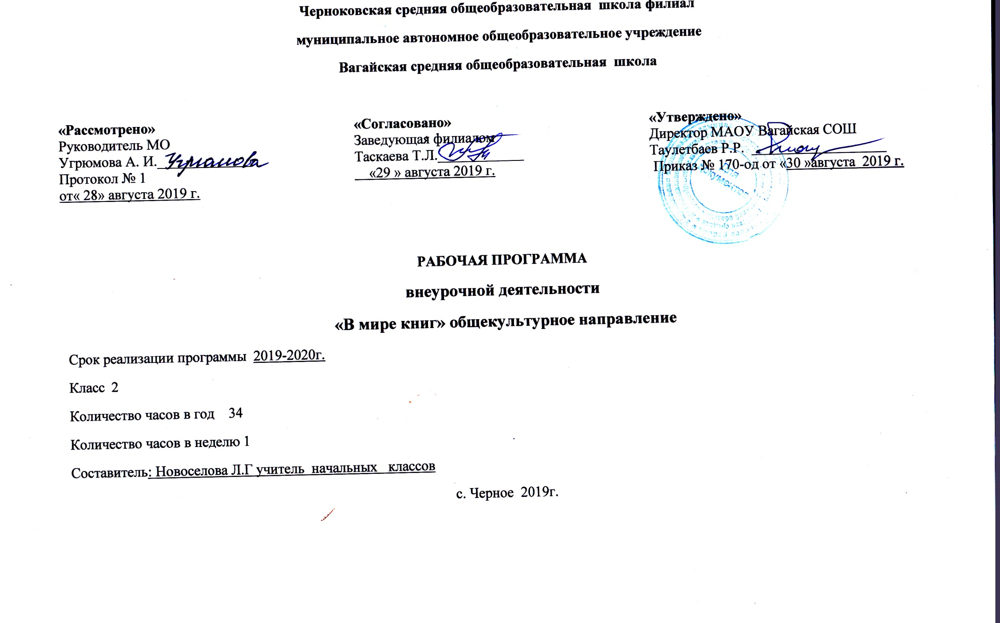 Черноковская средняя общеобразовательная школа филиал
муниципальное автономное общеобразовательное учреждение
Вагайская средняя общеобразовательная школа
«Рассмотрено»
Руководитель МО
Угрюмова А. И. Угрюмова
Протокол № 1
от« 28» августа 2019 г.
«Согласовано»
Заведующая филиалом
Таскаева Т.Л.
«29 » августа 2019 г.
«Утверждено»
Директор МАОУ Вагайская СОШ
Таулетбаев Р.Р.
Приказ № 170-од от «30 »августа 2019 г.
Для
документов
РАБОЧАЯ ПРОГРАММА
внеурочной деятельности
«В мире книг» общекультурное направление
Срок реализации программы 2019-2020г.
Класс 2
Количество часов в год 34
Количество часов в неделю 1
Составитель: Новоселова Л.Г учитель начальных классов
с. Черное 2019г.